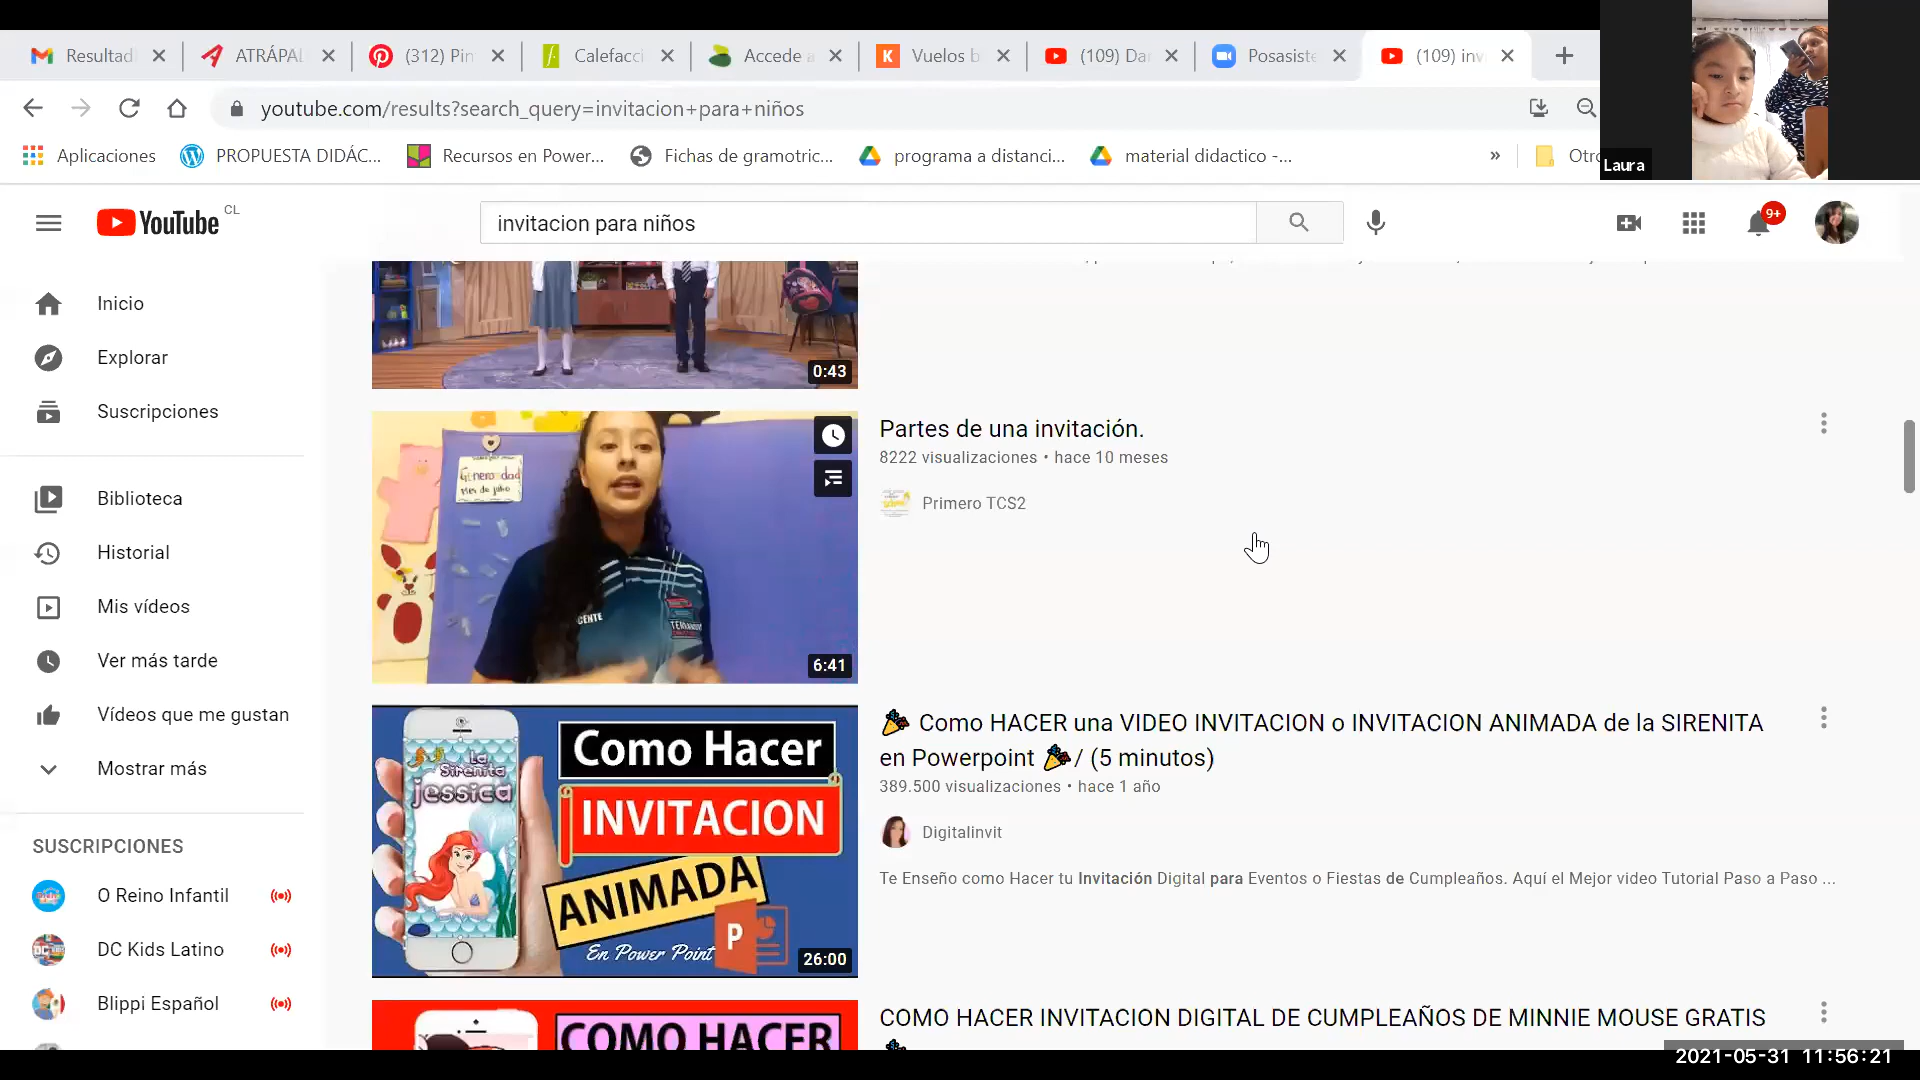 Resultad
ATRÁPAL
(312) Pin
Calefacci
Accede a
Vuelos b
(109) Da
Posasiste
(109) inv
youtube.com/results?search_query=invitacion+para+niños
Aplicaciones
PROPUESTA DIDÁC...
Recursos en Power...
Fichas de gramotric...
programa a distanci...
material didactico -...
»
Otro
Laura
YouTube CL
invitacion para niños
9+
Inicio
Explorar
Suscripciones
Biblioteca
Historial
Mis vídeos
Ver más tarde
Vídeos que me gustan
Mostrar más
SUSCRIPCIONES
O Reino Infantil
DC Kids Latino
Blippi Español
0:43
Generosidad
Mes de julio
CENTE
6:41
Partes de una invitación.
8222 visualizaciones • hace 10 meses
Primero TCS2
La
Sirenita
jessica
Como Hacer
INVITACION
ANIMADA
En Power Point
P
26:00
🎉 Como HACER una VIDEO INVITACION o INVITACION ANIMADA de la SIRENITA
en Powerpoint 🎉/ (5 minutos)
389.500 visualizaciones • hace 1 año
Digitalinvit
Te Enseño como Hacer tu Invitación Digital para Eventos o Fiestas de Cumpleaños. Aquí el Mejor video Tutorial Paso a Paso ...
COMO HACER
COMO HACER INVITACION DIGITAL DE CUMPLEAÑOS DE MINNIE MOUSE GRATIS
2021-05-31 11:56:21